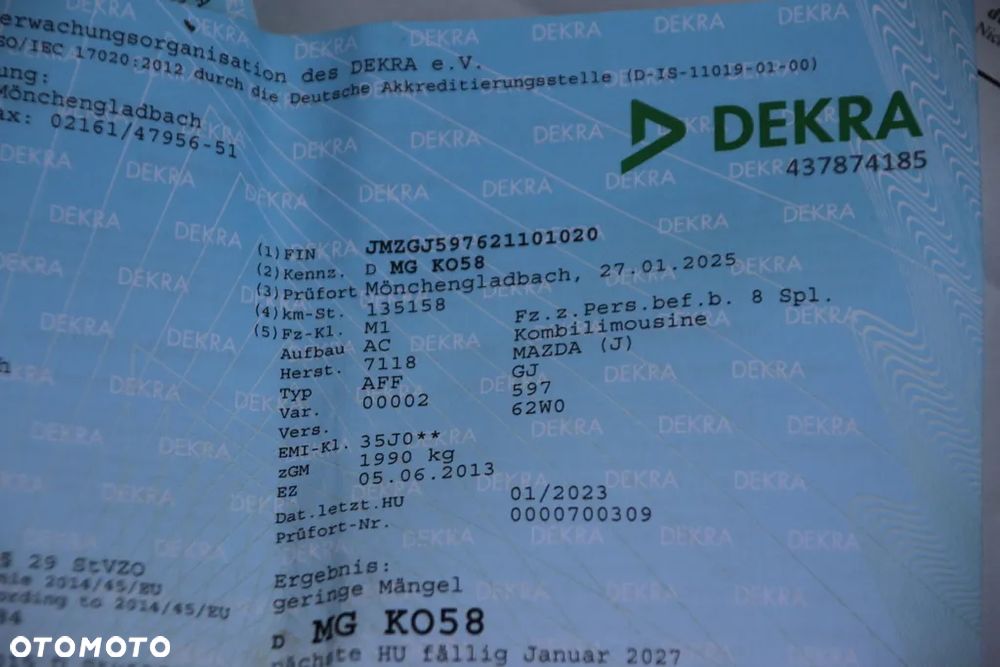 erwachungsorganisation des DEKRA e.V.
SO/IEC 17020:2012 durch die Deutsche Akkreditierungsstelle (D-IS-11019-01-00)
ung:
Mönchengladbach
ax: 02161/47956-51
DEKRA
437874185
(1) FIN JMZGJ597621101020
(2) Kennz. D MG KO58
(3) Prüfort Mönchengladbach, 27.01.2025
(4) km-St. 135158
(5) Fz-Kl. M1 Fz.z.Pers.bef.b. 8 Spl.
Aufbau AC Kombilimousine
Herst. 7118 MAZDA (J)
Typ AFF GJ
Var. 00002 597
Vers. 62W0
EMI-Kl. 35J0**
zGM 1990 kg
EZ 05.06.2013
Dat.letzt.HU 01/2023
Prüfort-Nr. 0000700309
Ergebnis:
geringe Mängel
D MG KO58
nächste HU fällig Januar 2027
§ 29 StVZO
nie 2014/45/EU
ording to 2014/45/EU
OTOMOTO